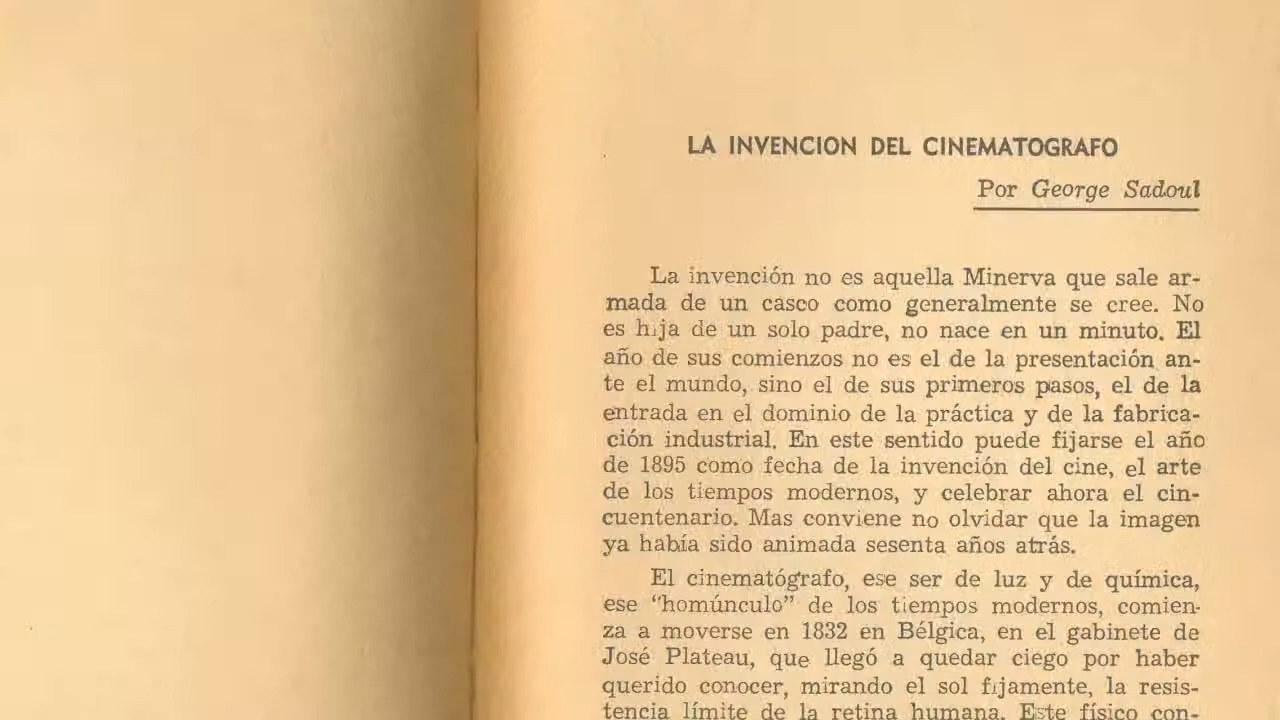 LA INVENCION DEL CINEMATOGRAFO
Por George Sadoul
La invención no es aquella Minerva que sale ar-
mada de un casco como generalmente se cree. No
es hija de un solo padre, no nace en un minuto. El
año de sus comienzos no es el de la presentación an-
te el mundo, sino el de sus primeros pasos, el de la
entrada en el dominio de la práctica y de la fabrica-
ción industrial. En este sentido puede fijarse el año
de 1895 como fecha de la invención del cine, el arte
de los tiempos modernos, y celebrar ahora el cin-
cuentenario. Mas conviene no olvidar que la imagen
ya había sido animada sesenta años atrás.
El cinematógrafo, ese ser de luz y de química,
ese "homúnculo" de los tiempos modernos, comien-
za a moverse en 1832 en Bélgica, en el gabinete de
José Plateau, que llegó a quedar ciego por haber
querido conocer, mirando el sol fijamente, la resis-
tencia límite de la retina humana. Este físico con-